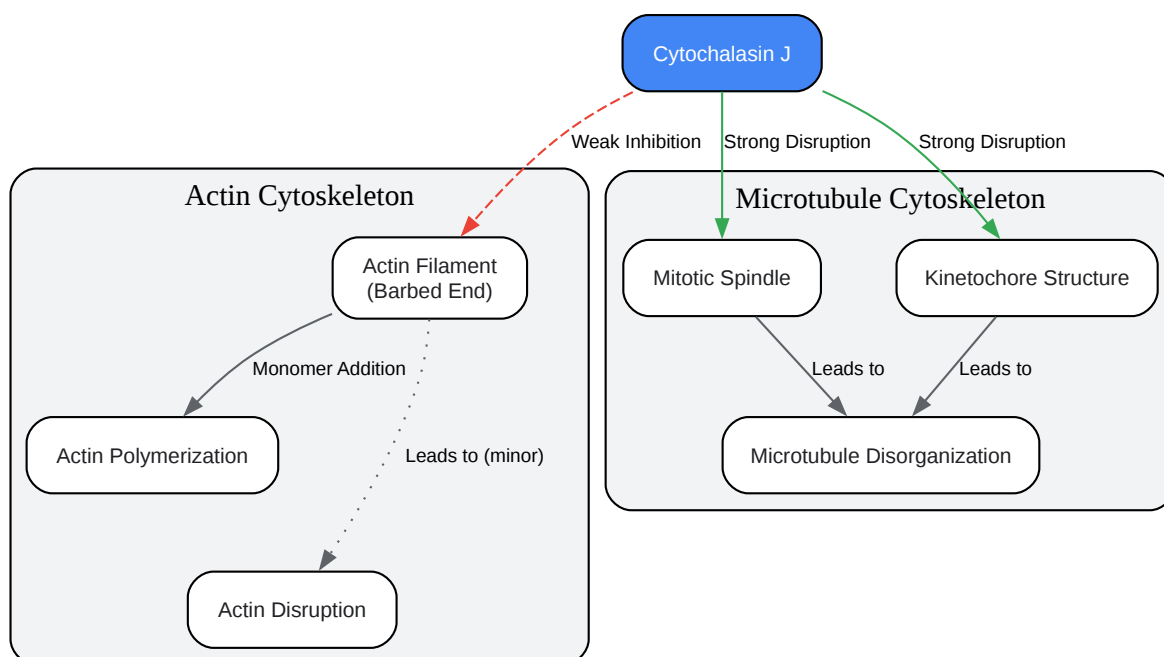 Cytochalasin J
Weak Inhibition
Strong Disruption
Strong Disruption
Actin Cytoskeleton
Microtubule Cytoskeleton
Actin Filament
(Barbed End)
Mitotic Spindle
Kinetochore Structure
Monomer Addition
Leads to
Leads to
Actin Polymerization
Leads to (minor)
Microtubule Disorganization
Actin Disruption